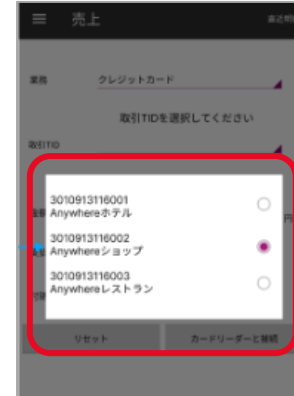 売上
直近明
業務
クレジットカード
取引TIDを選択してください
取引TID
3010913116001
Anywhereホテル
3010913116002
Anywhereショップ
円
3010913116003
Anywhereレストラン
リセット
カードリーダーと接続